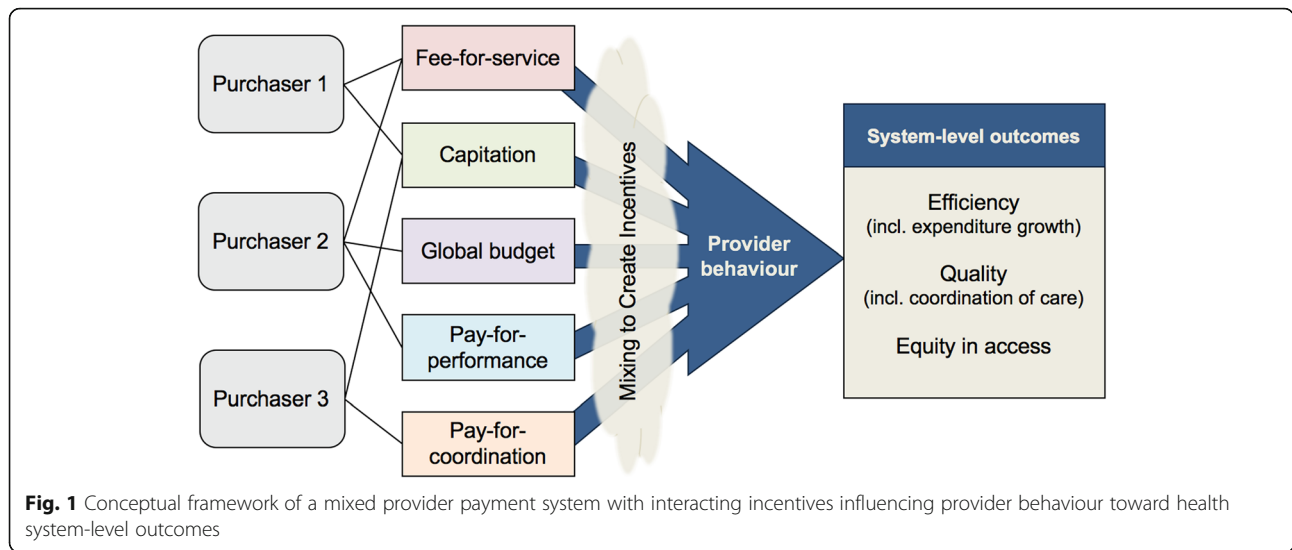 Purchaser 1
Purchaser 2
Purchaser 3
Fee-for-service
Capitation
Global budget
Pay-for-
performance
Pay-for-
coordination
Mixing to Create Incentives
Provider
behaviour
System-level outcomes
Efficiency
(incl. expenditure growth)
Quality
(incl. coordination of care)
Equity in access
Fig. 1 Conceptual framework of a mixed provider payment system with interacting incentives influencing provider behaviour toward health
system-level outcomes